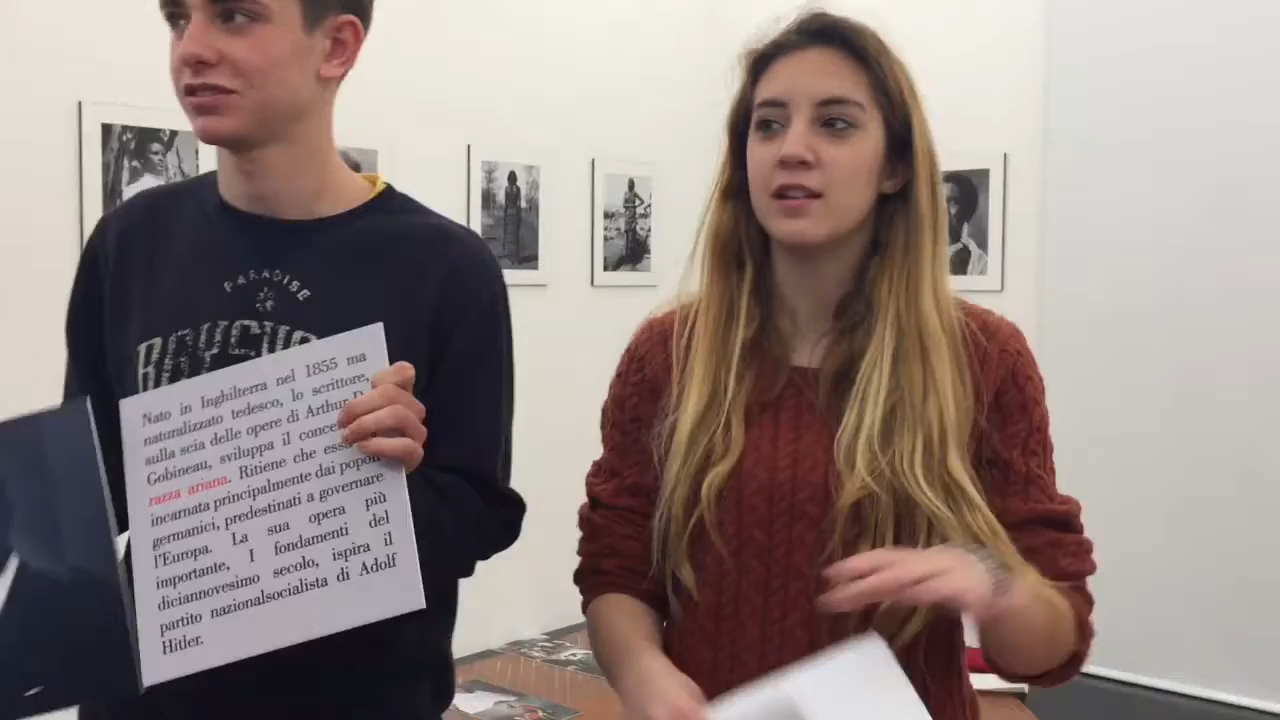 PARADISE
Nato in Inghilterra nel 1855 ma
naturalizzato tedesco, lo scrittore,
sulla scia delle opere di Arthur D
Gobineau, sviluppa il conce
razza ariana. Ritiene che ess
incarnata principalmente dai popoli
germanici, predestinati a governare
l'Europa. La sua opera più
importante, I fondamenti del
diciannovesimo secolo, ispira il
partito nazionalsocialista di Adolf
Hitler.